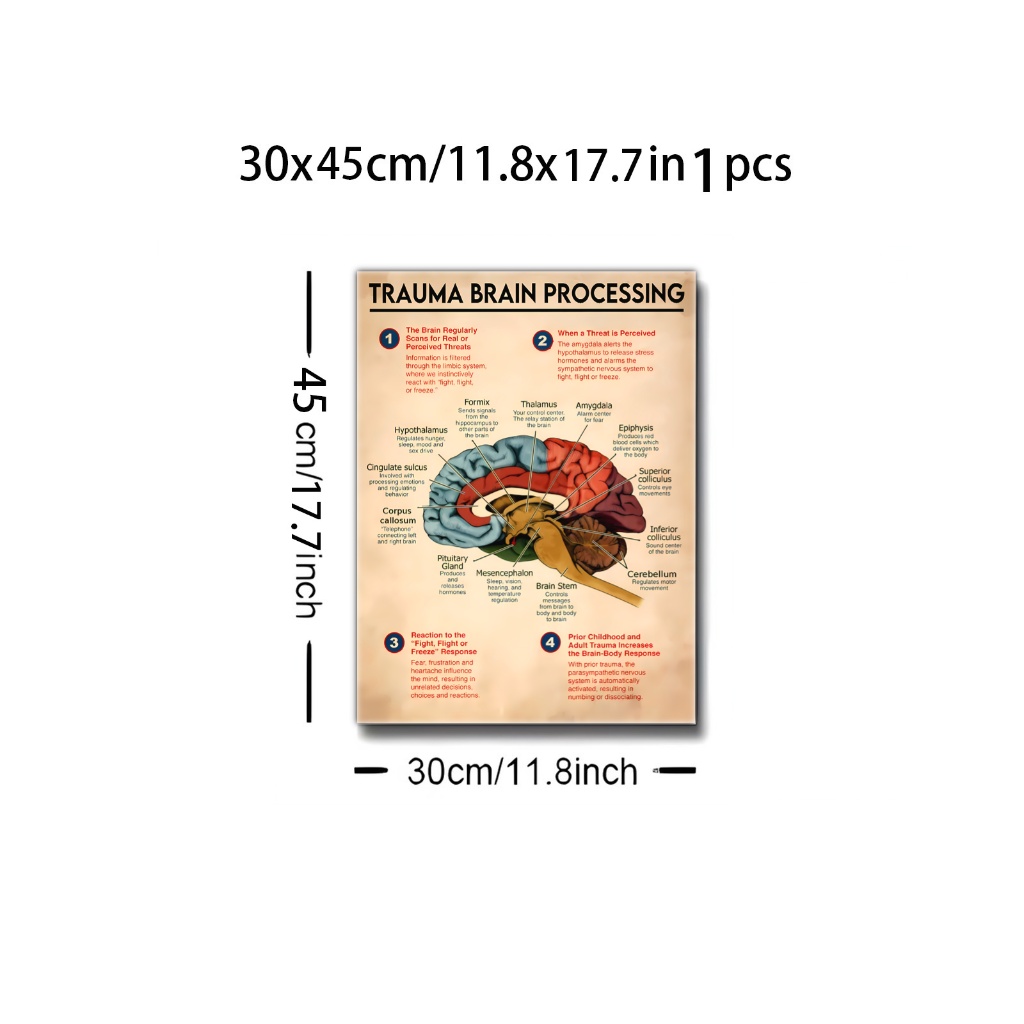 30x45cm/11.8x17.7in 1 pcs
TRAUMA BRAIN PROCESSING
1
The Brain Regularly
Scans for Real or
Perceived Threats
Information is filtered
through the limbic system,
where we instinctively
react with "fight, flight,
or freeze."
2
When a Threat is Perceived
The amygdala alerts the
hypothalamus to release stress
hormones and alarms the
sympathetic nervous system to
fight, flight or freeze.
Formix
Sends signals
from the
hippocampus to
other parts of
the brain
Thalamus
Your control center.
The relay station of
the brain
Amygdala
Alarm center
for fear
Hypothalamus
Regulates hunger,
sleep, mood and
sex drive
Epiphysis
Produces red
blood cells which
deliver oxygen to
the body
Cingulate sulcus
Involved with
processing emotions
and regulating
behavior
Superior
colliculus
Controls eye
movements
Corpus
callosum
"Telephone"
connecting left
and right brain
Inferior
colliculus
Sound center
of the brain
Pituitary
Gland
Produces
and
releases
hormones
Mesencephalon
Sleep, vision,
hearing, and
temperature
regulation
Brain Stem
Controls
messages
from brain to
body and body
to brain
Cerebellum
Regulates motor
movement
3
Reaction to the
"Fight, Flight or
Freeze" Response
Fear, frustration and
heartache influence
the mind, resulting in
unrelated decisions,
choices and reactions.
4
Prior Childhood and
Adult Trauma Increases
the Brain-Body Response
With prior trauma, the
parasympathetic nervous
system is automatically
activated, resulting in
numbing or dissociating.
45cm/17.7inch
30cm/11.8inch